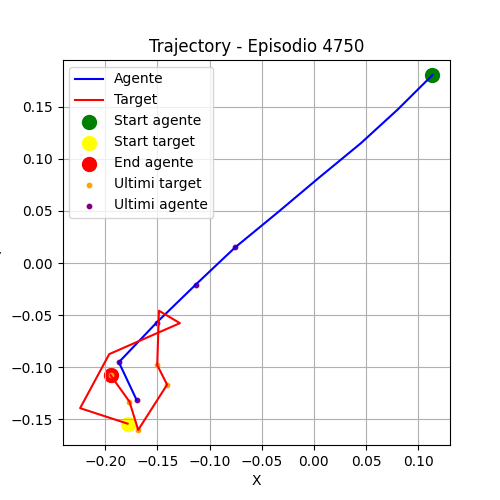 Trajectory - Episodio 4750
Agente
Target
Start agente
Start target
End agente
Ultimi target
Ultimi agente
0.15
0.10
0.05
0.00
−0.05
−0.10
−0.15
−0.20 −0.15 −0.10 −0.05 0.00 0.05 0.10
X